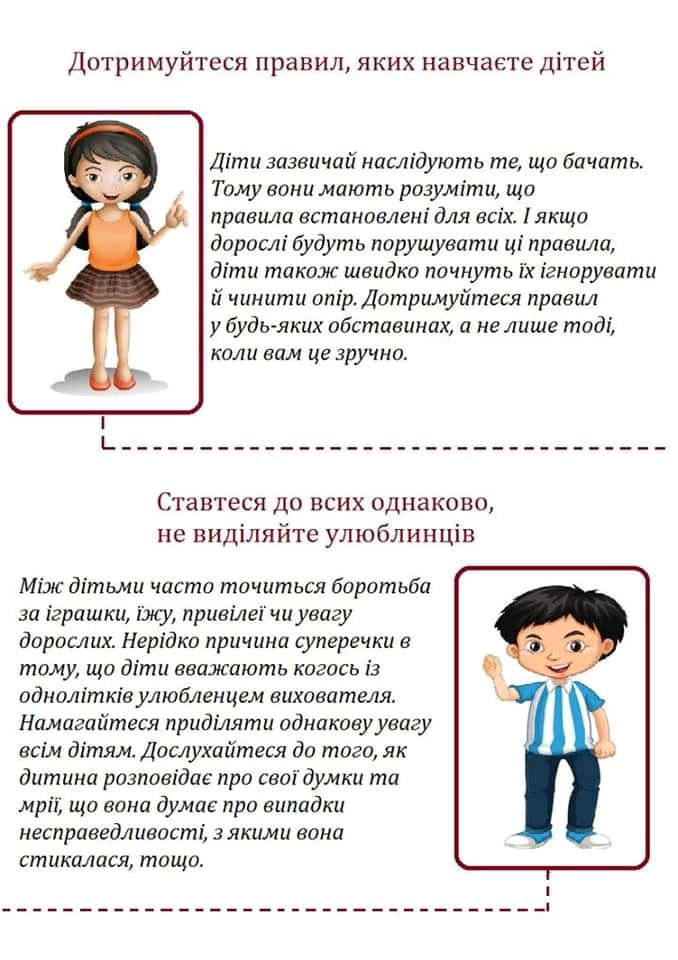 Дотримуйтеся правил, яких навчаєте дітей
Діти зазвичай наслідують те, що бачать.
Тому вони мають розуміти, що
правила встановлені для всіх. І якщо
дорослі будуть порушувати ці правила,
діти також швидко почнуть їх ігнорувати
й чинити опір. Дотримуйтеся правил
у будь-яких обставинах, а не лише тоді,
коли вам це зручно.
Ставтеся до всих однаково,
не виділяйте улюблинців
Між дітьми часто точиться боротьба
за іграшки, їжу, привілеї чи увагу
дорослих. Нерідко причина суперечки в
тому, що діти вважають когось із
однолітків улюбленцем вихователя.
Намагайтеся приділяти однакову увагу
всім дітям. Дослухайтеся до того, як
дитина розповідає про свої думки та
мрії, що вона думає про випадки
несправедливості, з якими вона
стикалася, тощо.